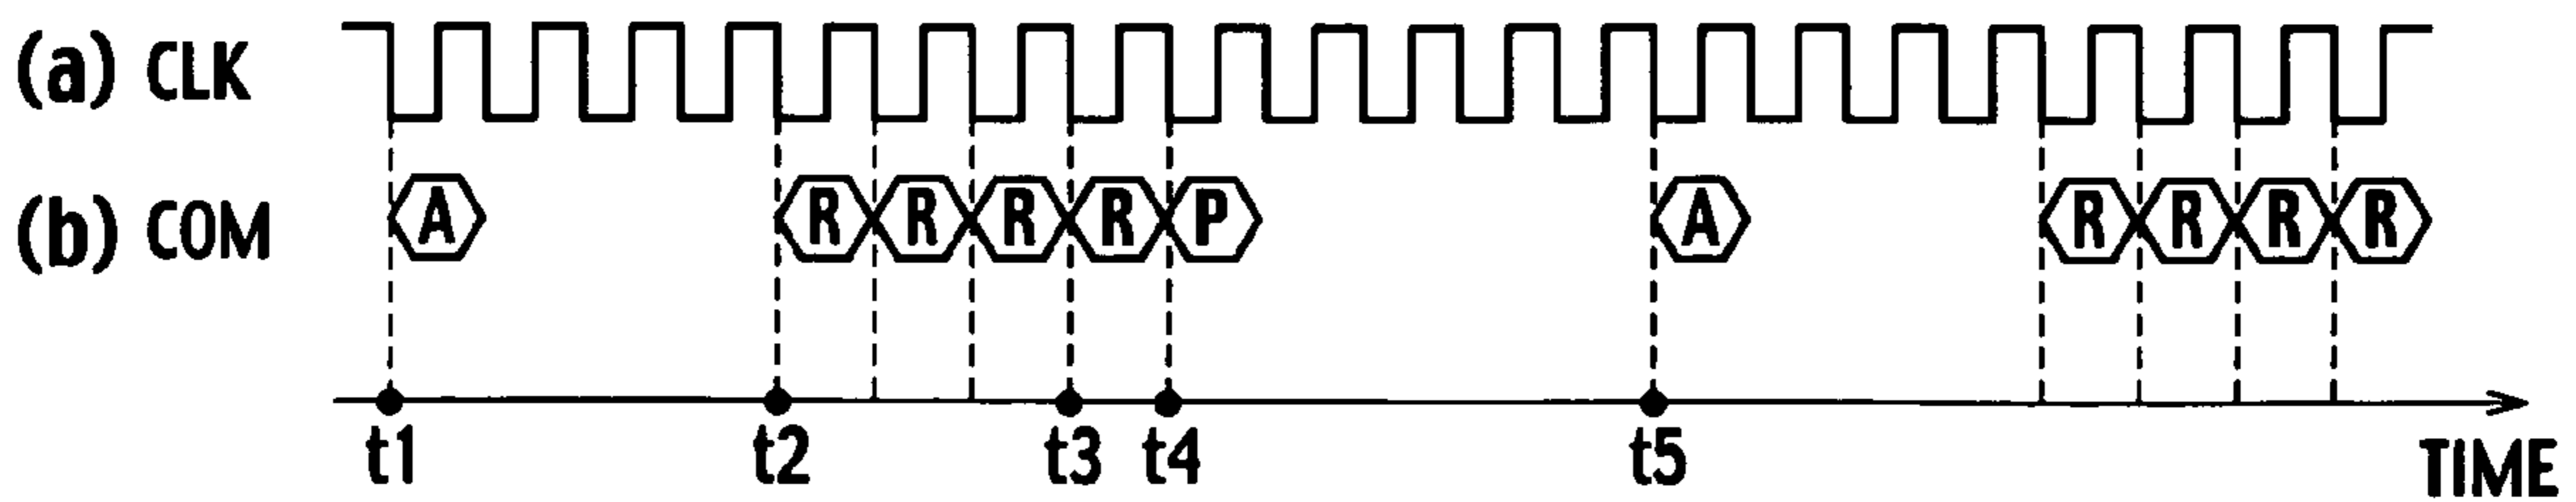 (a) CLK
(b) COM A R R R R P A R R R R
t1 t2 t3 t4 t5 TIME